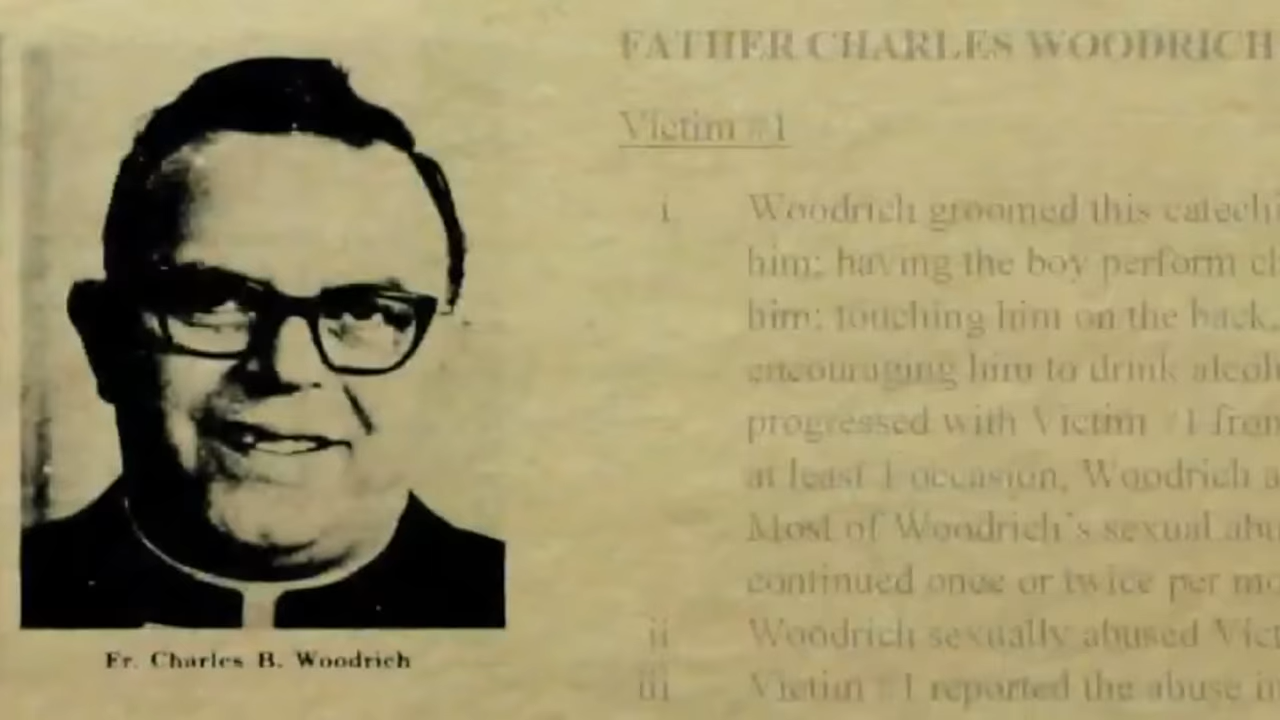 FATHER CHARLES WOODRICH
Victim #1
i Woodrich groomed this
him; having the boy perform
him; touching him on the back,
encouraging him to drink
progressed with Victim #1
at least 1 occasion, Woodrich
Most of Woodrich's sexual
continued once or twice per
ii Woodrich sexually abused
iii Victim #1 reported the abuse
Fr. Charles B. Woodrich